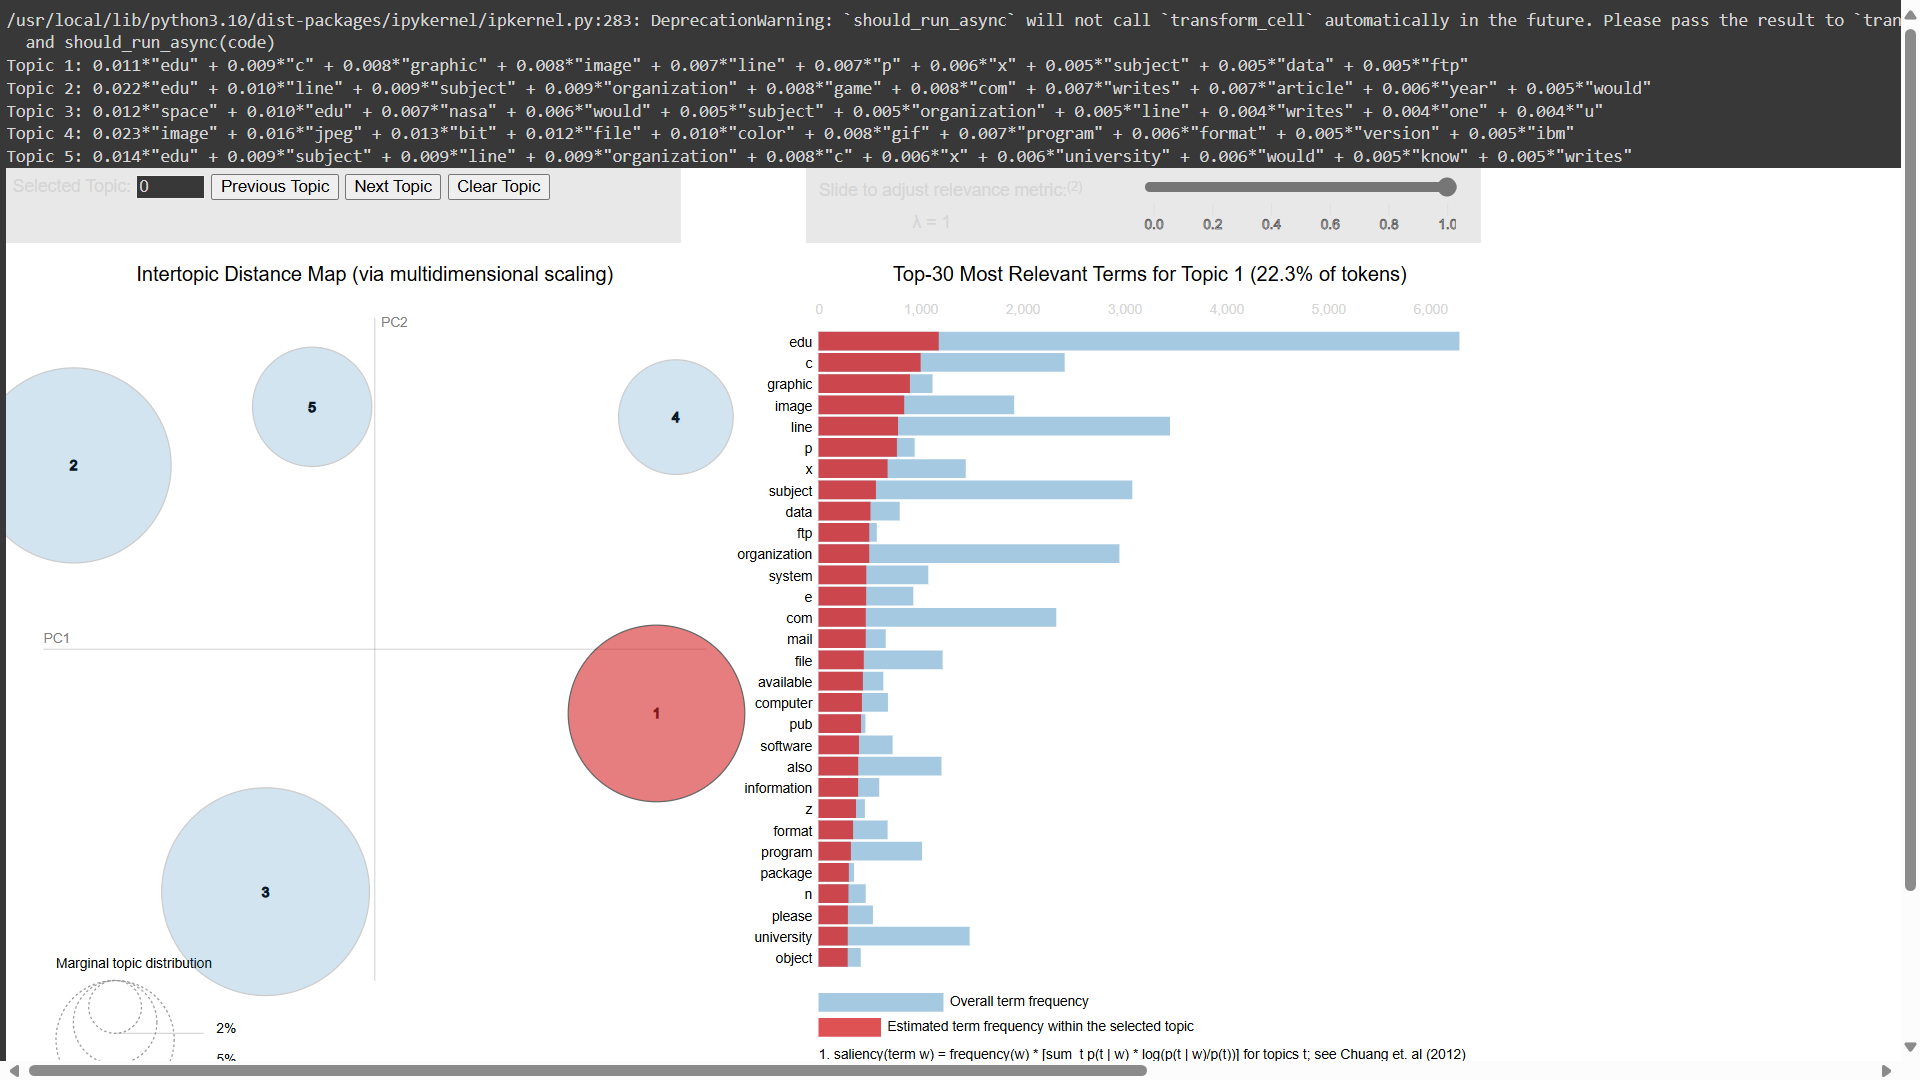 /usr/local/lib/python3.10/dist-packages/ipykernel/ipkernel.py:283: DeprecationWarning: `should_run_async` will not call `transform_cell` automatically in the future. Please pass the result to `tran
and should_run_async(code)
Topic 1: 0.011*"edu" + 0.009*"c" + 0.008*"graphic" + 0.008*"image" + 0.007*"line" + 0.007*"p" + 0.006*"x" + 0.005*"subject" + 0.005*"data" + 0.005*"ftp"
Topic 2: 0.022*"edu" + 0.010*"line" + 0.009*"subject" + 0.009*"organization" + 0.008*"game" + 0.008*"com" + 0.007*"writes" + 0.007*"article" + 0.006*"year" + 0.005*"would"
Topic 3: 0.012*"space" + 0.010*"edu" + 0.007*"nasa" + 0.006*"would" + 0.005*"subject" + 0.005*"organization" + 0.005*"line" + 0.004*"writes" + 0.004*"one" + 0.004*"u"
Topic 4: 0.023*"image" + 0.016*"jpeg" + 0.013*"bit" + 0.012*"file" + 0.010*"color" + 0.008*"gif" + 0.007*"program" + 0.006*"format" + 0.005*"version" + 0.005*"ibm"
Topic 5: 0.014*"edu" + 0.009*"subject" + 0.009*"line" + 0.009*"organization" + 0.008*"c" + 0.006*"x" + 0.006*"university" + 0.006*"would" + 0.005*"know" + 0.005*"writes"
Selected Topic: 0 Previous Topic Next Topic Clear Topic
Slide to adjust relevance metric:(2)
λ = 1
0.0 0.2 0.4 0.6 0.8 1.0
Intertopic Distance Map (via multidimensional scaling)
PC2
5
4
2
PC1
1
3
Marginal topic distribution
2%
5%
Top-30 Most Relevant Terms for Topic 1 (22.3% of tokens)
0 1,000 2,000 3,000 4,000 5,000 6,000
edu
c
graphic
image
line
p
x
subject
data
ftp
organization
system
e
com
mail
file
available
computer
pub
software
also
information
z
format
program
package
n
please
university
object
Overall term frequency
Estimated term frequency within the selected topic
1. saliency(term w) = frequency(w) * [sum_t p(t | w) * log(p(t | w)/p(t))] for topics t; see Chuang et. al (2012)